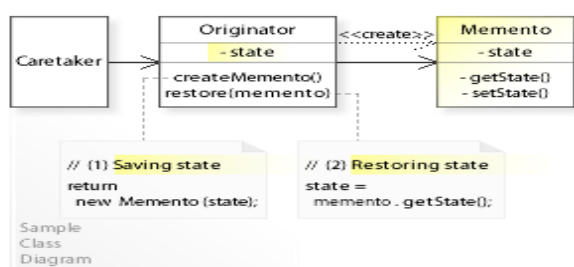 Caretaker
Originator
- state
createMemento()
restore(memento)
<<create>>
Memento
- state
- getState()
- setState()
// (1) Saving state
return
new Memento (state);
// (2) Restoring state
state =
memento . getState();
Sample
Class
Diagram